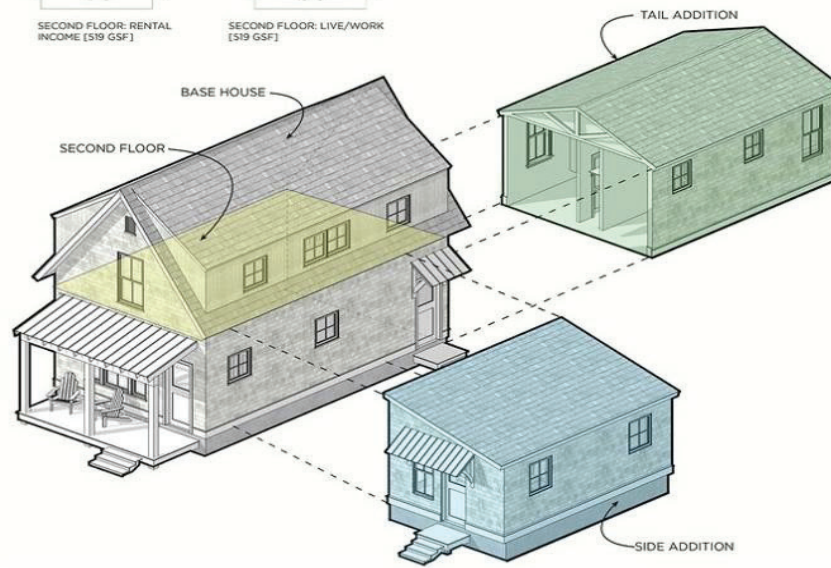 SECOND FLOOR: RENTAL
INCOME [519 GSF]
SECOND FLOOR: LIVE/WORK
[519 GSF]
TAIL ADDITION
BASE HOUSE
SECOND FLOOR
SIDE ADDITION